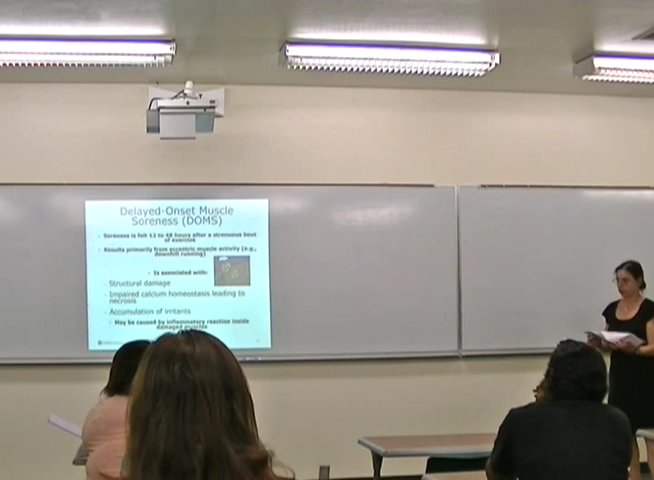 Delayed-Onset Muscle
Soreness (DOMS)
Soreness is felt 12 to 48 hours after a strenuous bout
of exercise
Results primarily from eccentric muscle activity (e.g.,
downhill running)
Is associated with:
Structural damage
Impaired calcium homeostasis leading to
necrosis
Accumulation of irritants
May be caused by inflammatory reaction inside
damaged muscle